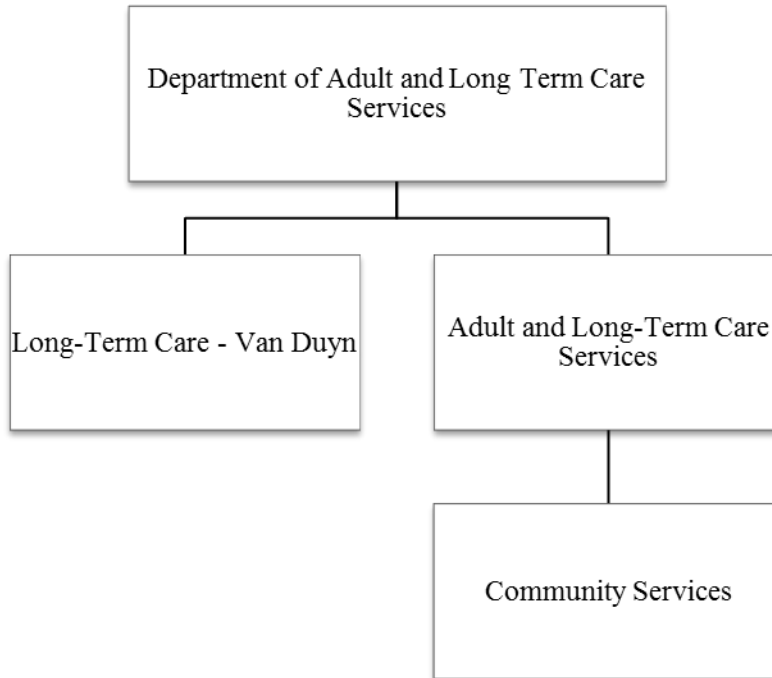 Department of Adult and Long Term Care
Services
Long-Term Care - Van Duyn
Adult and Long-Term Care
Services
Community Services